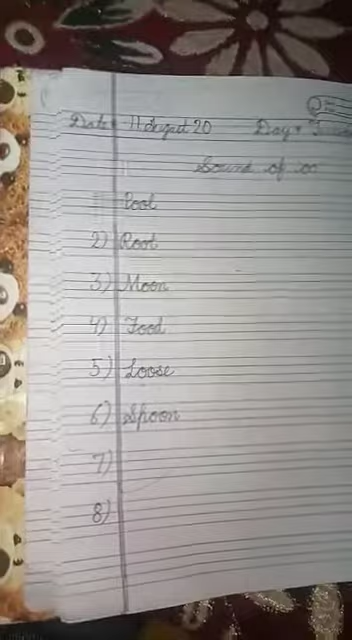 Date 11 August 20 Day
Sound of oo
Pool
2) Root
3) Moon
4) Food
5) Loose
6) Spoon
7)
8)